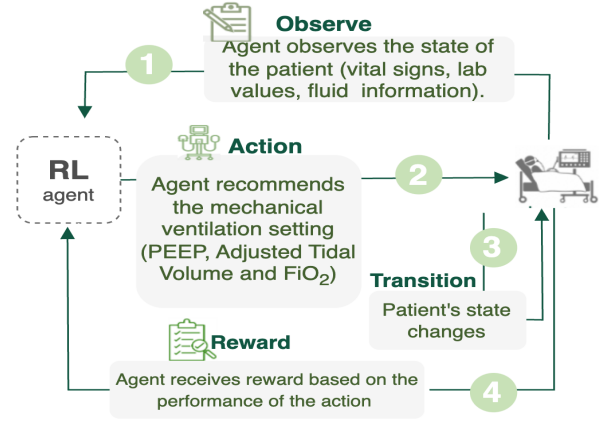 Observe
1
Agent observes the state of
the patient (vital signs, lab
values, fluid information).
RL
agent
Action
Agent recommends
the mechanical
ventilation setting
(PEEP, Adjusted Tidal
Volume and FiO₂)
2
3
Transition
Patient's state
changes
Reward
Agent receives reward based on the
performance of the action
4